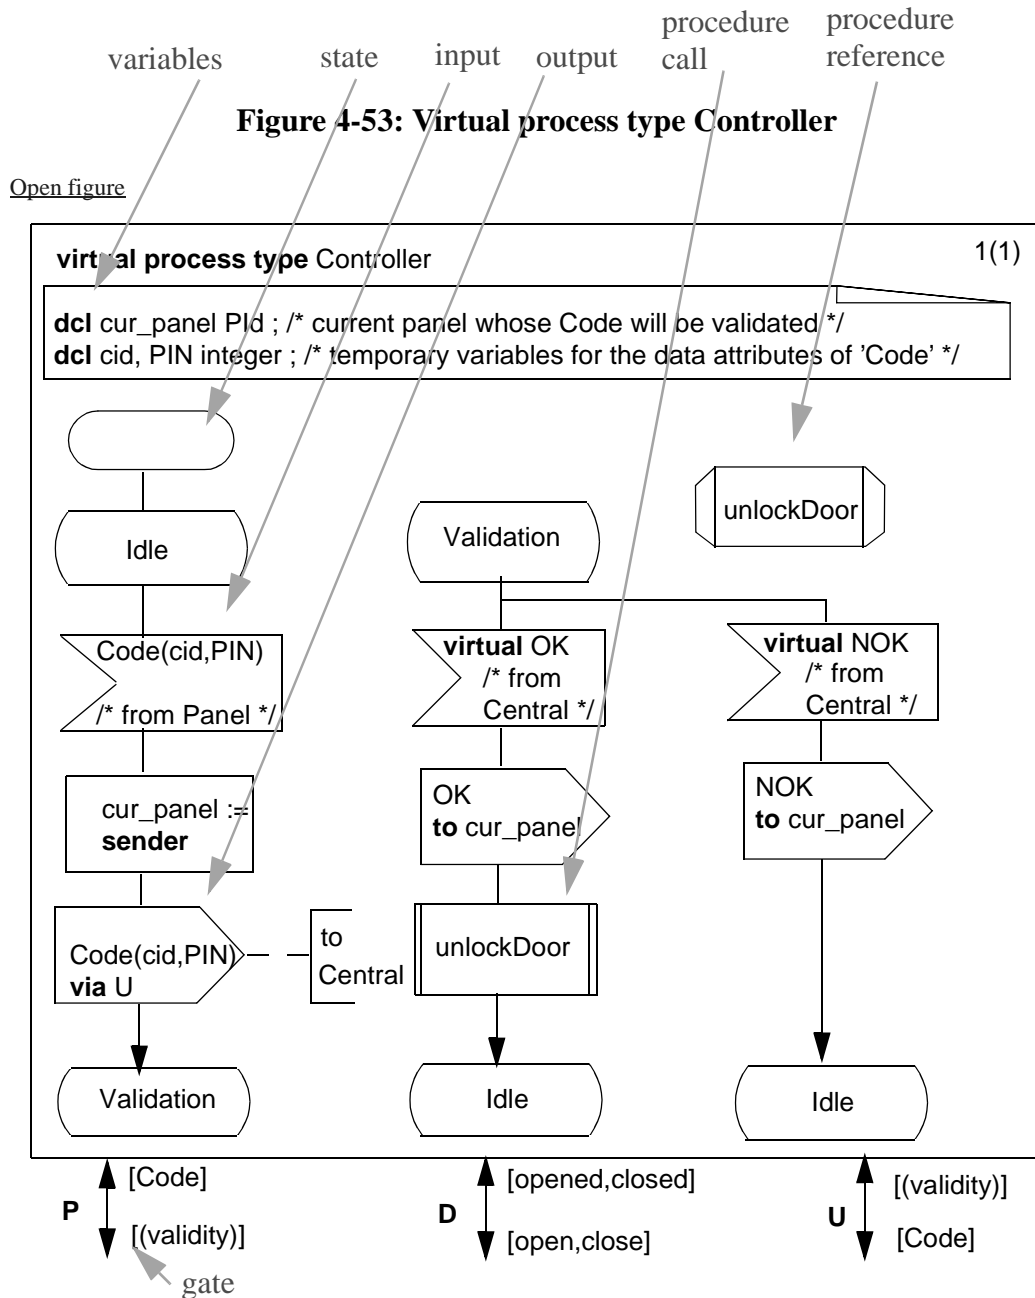 variables
state
input
output
procedure
call
procedure
reference
Figure 4-53: Virtual process type Controller
Open figure
virtual process type Controller
1(1)
dcl cur_panel PId ; /* current panel whose Code will be validated */
dcl cid, PIN integer ; /* temporary variables for the data attributes of ’Code’ */
Idle
Code(cid,PIN)
/* from Panel */
cur_panel :=
sender
Code(cid,PIN)
via U
to
Central
Validation
Validation
virtual OK
/* from
Central */
OK
to cur_panel
unlockDoor
Idle
unlockDoor
virtual NOK
/* from
Central */
NOK
to cur_panel
Idle
P
[Code]
[(validity)]
gate
D
[opened,closed]
[open,close]
U
[(validity)]
[Code]